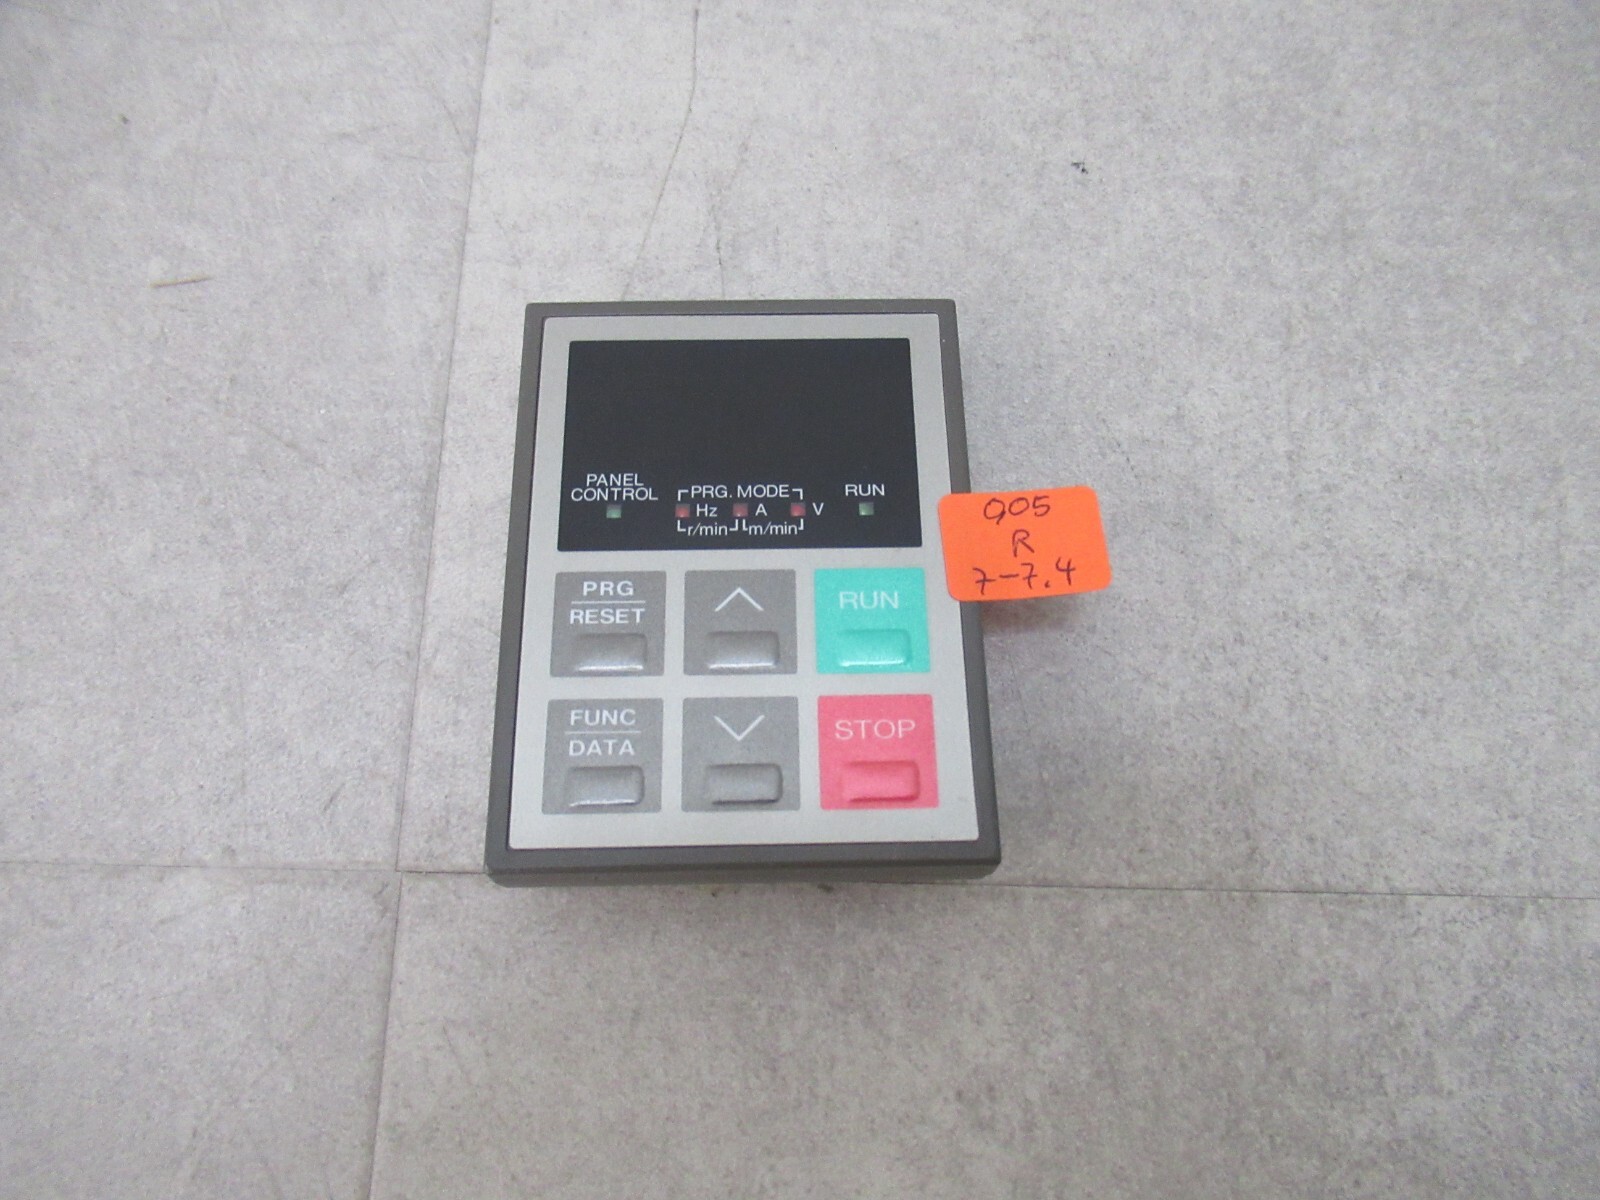 PANEL
CONTROL
PRG. MODE
Hz A V
r/min m/min
RUN
905
R
7-7.4
PRG
RESET
RUN
FUNC
DATA
STOP